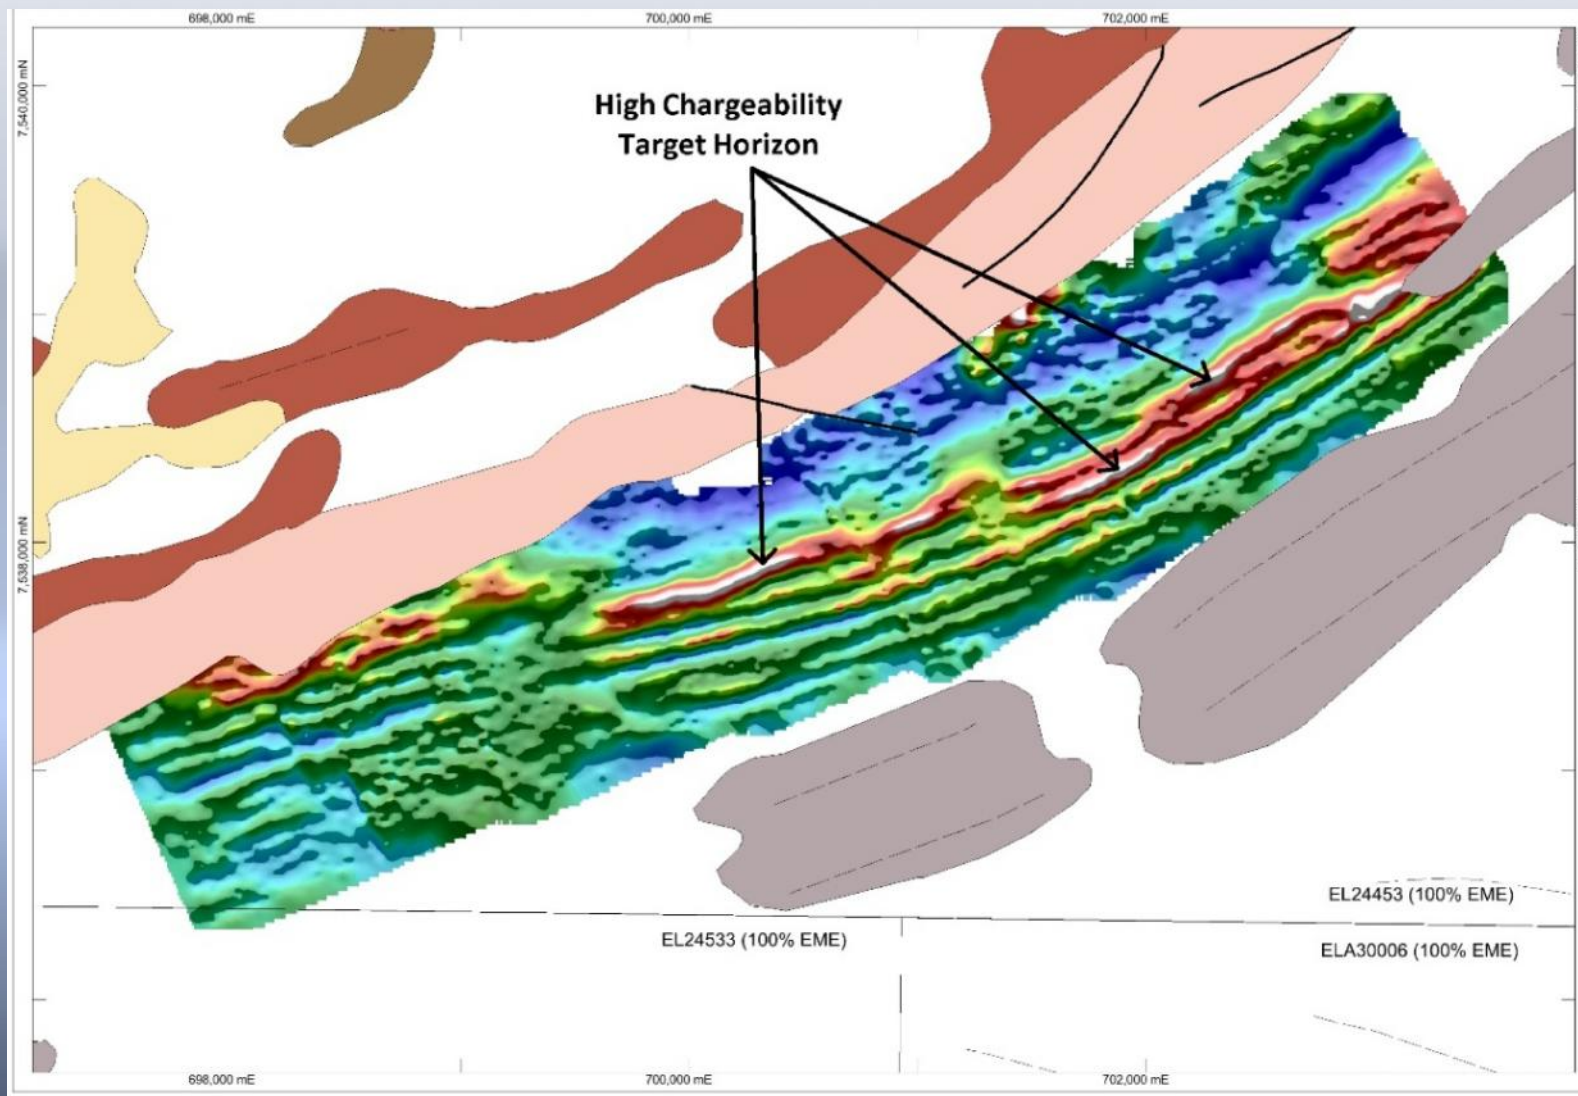 698,000 mE
700,000 mE
702,000 mE
7,540,000 mN
High Chargeability
Target Horizon
7,538,000 mN
EL24453 (100% EME)
EL24533 (100% EME)
ELA30006 (100% EME)
698,000 mE
700,000 mE
702,000 mE